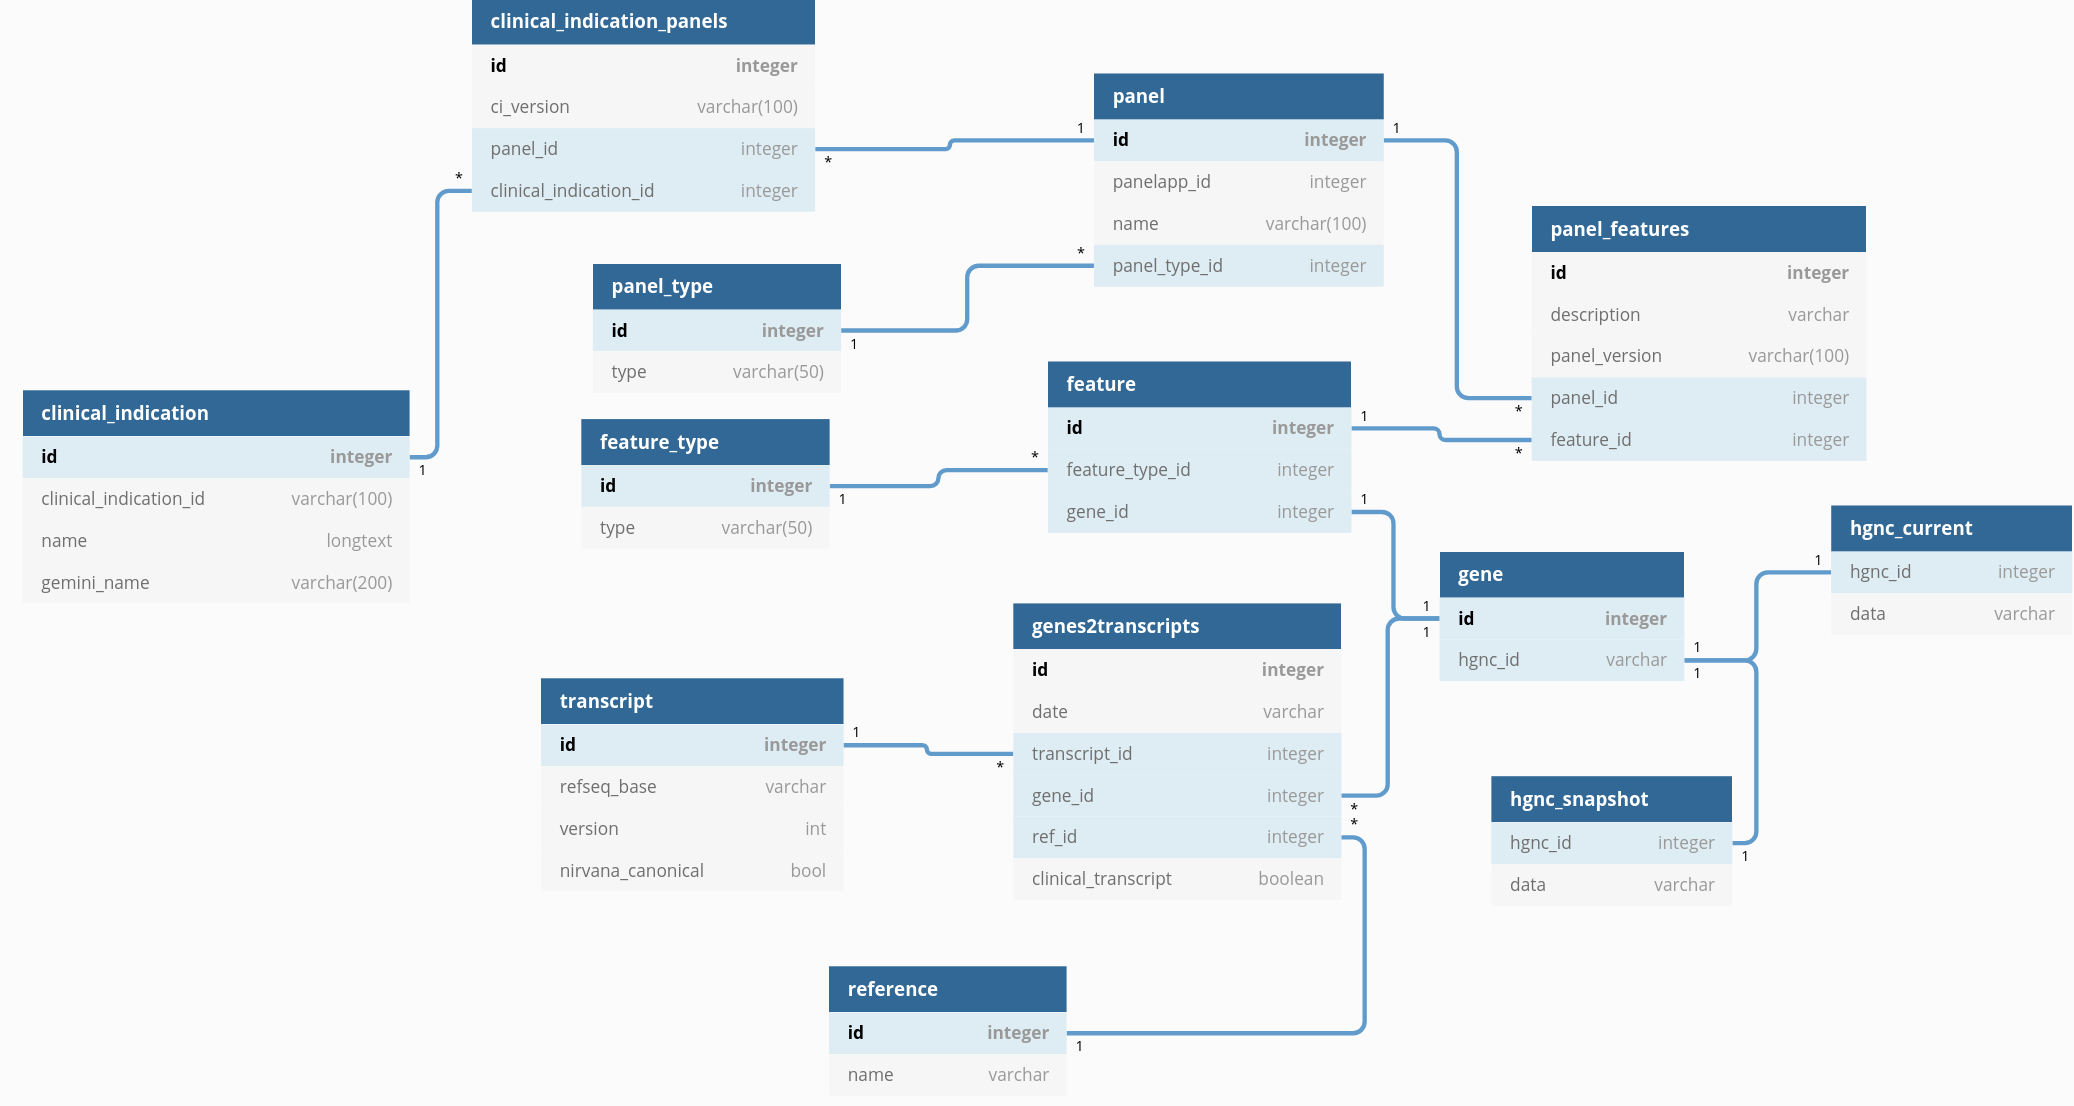 clinical_indication_panels
id integer
ci_version varchar(100)
panel_id integer
clinical_indication_id integer
*
*
panel
1 id integer 1
panelapp_id integer
name varchar(100)
* panel_type_id integer
panel_features
id integer
description varchar
panel_version varchar(100)
panel_id integer
*
feature_id integer
*
panel_type
id integer
1
type varchar(50)
clinical_indication
id integer
1
clinical_indication_id varchar(100)
name longtext
gemini_name varchar(200)
feature_type
id integer
1
type varchar(50)
feature
id integer 1
* feature_type_id integer
gene_id integer 1
gene
1 id integer
1
hgnc_id varchar 1
1
hgnc_current
1 hgnc_id integer
data varchar
genes2transcripts
id integer
date varchar
transcript_id integer
*
gene_id integer
*
ref_id integer *
clinical_transcript boolean
transcript
id integer 1
refseq_base varchar
version int
nirvana_canonical bool
hgnc_snapshot
hgnc_id integer
1
data varchar
reference
id integer
1
name varchar